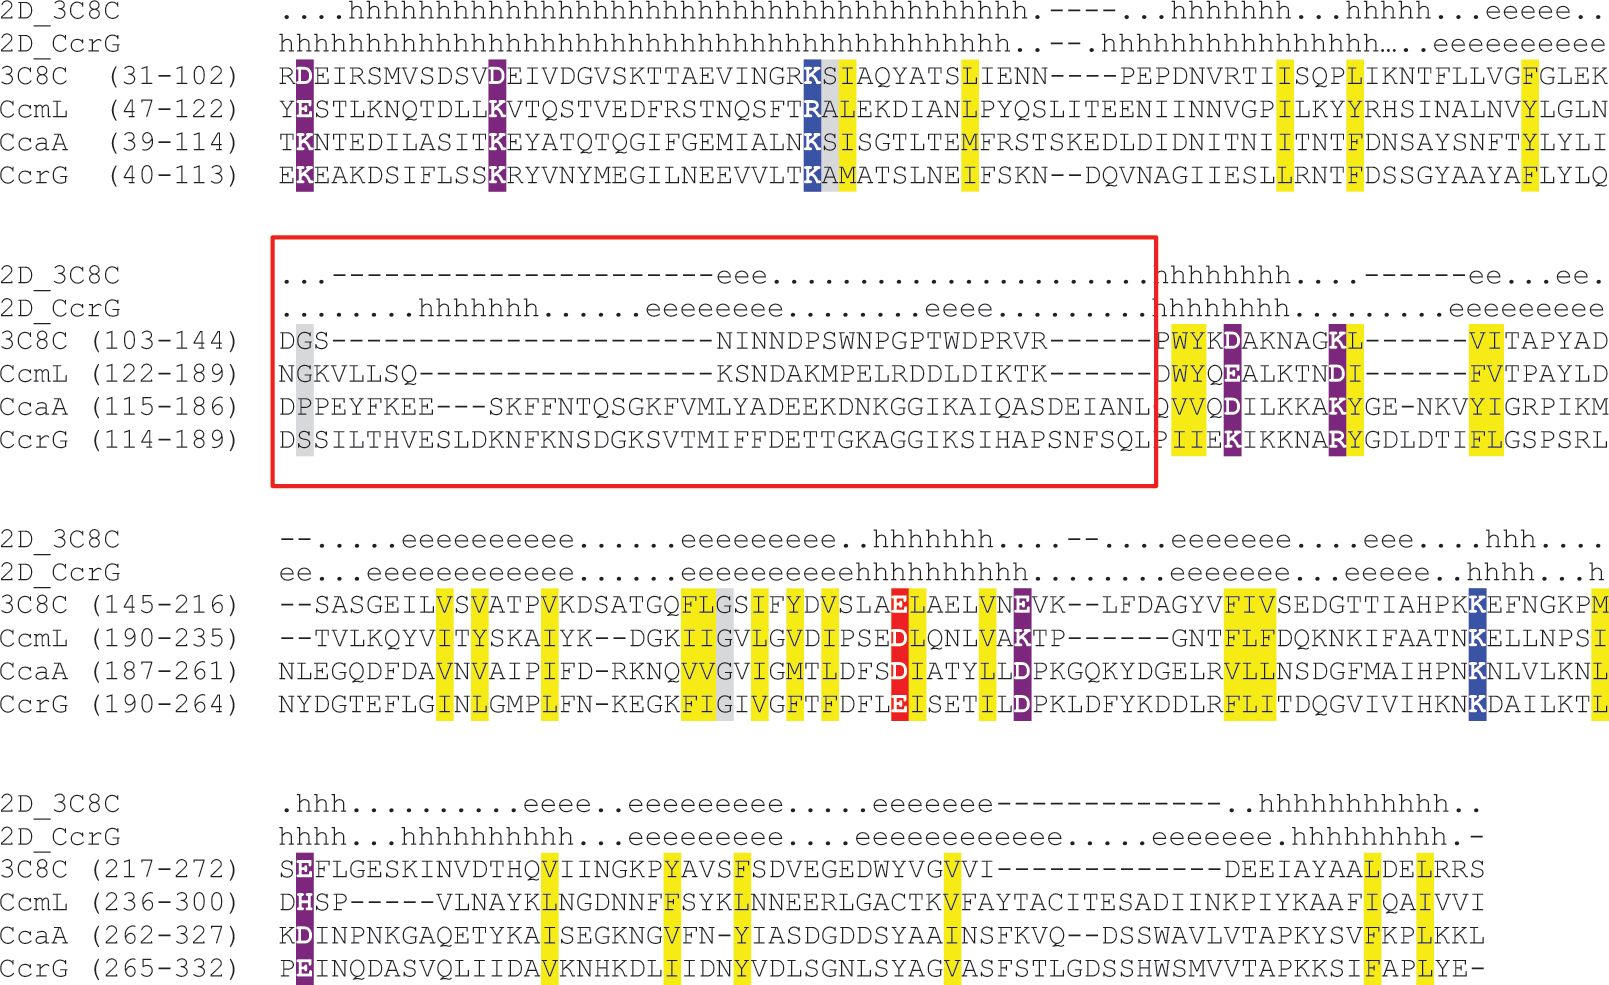 2D_3C8C ....hhhhhhhhhhhhhhhhhhhhhhhhhhhhhhhhhhhhhhh.----...hhhhhhh...hhhhh...eeeee..
2D_CcrG hhhhhhhhhhhhhhhhhhhhhhhhhhhhhhhhhhhhhhhhhh..--.hhhhhhhhhhhhhhhh.....eeeeeeeeee
3C8C (31-102) RDEIRSMVSDSVDEIVDGVSKTTAEVINGRKSIAQYATSLIENN----PEPDNVRTIISQPLIKNTFLLVGFGLEK
CcmL (47-122) YESTLKNQTDLLKVTQSTVEDFRSTNQSFTRALEKDIANLPYQSLITEENIINNVGPILKYYRHSINALNVYLGLN
CcaA (39-114) TKNTEDILASITKEYATQTQGIFGEMIALNKSISGTLTEMFRSTSKEDLDIDNITNIITNTFDNSAYSNFTYLYLI
CcrG (40-113) EKEAKDSIFLSSKRYVNYMEGILNEEVVLTKAMATSLNEIFSKN--DQVNAGIIESLLRNTFDSSGYAAYAFLYLQ
2D_3C8C ...----------------------eee......................hhhhhhhh....------ee...ee.
2D_CcrG ........hhhhhhh......eeeeeeee........eeee.........hhhhhhhh.........eeeeeeeee
3C8C (103-144) DGS----------------------NINNDPSWNPGPTWDPRVR------PWYKDAKNAGKL------VITAPYAD
CcmL (122-189) NGKVLLSQ-----------------KSNDAKMPELRDDLDIKTK------DWYQEALKTNDI------FVTPAYLD
CcaA (115-186) DPPEYFKEE---SKFFNTQSGKFVMLYADEEKDNKGGIKAIQASDEIANLQVVQDILKKAKYGE-NKVYIGRPIKM
CcrG (114-189) DSSILTHVESLDKNFKNSDGKSVTMIFFDETTGKAGGIKSIHAPSNFSQLPIIEKIKKNARYGDLDTIFLGSPSRL
2D_3C8C --.....eeeeeeeeee......eeeeeeeee..hhhhhhh....--....eeeeeee....eee....hhh....
2D_CcrG ee...eeeeeeeeeeee......eeeeeeeeeehhhhhhhhhh........eeeeeee...eeeee..hhhh...h
3C8C (145-216) --SASGEILVSVATPVKDSATGQFLGSIFYDVSLAELAELVNEVK--LFDAGYVFIVSEDGTTIAHPKKEFNGKPM
CcmL (190-235) --TVLKQYVITYSKAIYK--DGKIIGVLGVDIPSEDLQNLVAKTP------GNTFLFDQKNKIFAATNKELLNPSI
CcaA (187-261) NLEGQDFDAVNVAIPIFD-RKNQVVGVIGMTLDFSDIATYLLDPKGQKYDGELRVLLNSDGFMAIHPNKNLVLKNL
CcrG (190-264) NYDGTEFLGINLGMPLFN-KEGKFIGIVGFTFDFLEISETILDPKLDFYKDDLRFLITDQGVIVIHKNKDAILKTL
2D_3C8C .hhh..........eeee..eeeeeeeee.....eeeeeee-------------..hhhhhhhhhhh..
2D_CcrG hhhh...hhhhhhhhhh...eeeeeeeee....eeeeeeeeeeee.....eeeeeee.hhhhhhhhh.-
3C8C (217-272) SEFLGESKINVDTHQVIINGKPYAVSFSDVEGEDWYVGVVI-------------DEEIAYAALDELRRS
CcmL (236-300) DHSP-----VLNAYKLNGDNNFFSYKLNNEERLGACTKVFAYTACITESADIINKPIYKAAFIQAIVVI
CcaA (262-327) KDINPNKGAQETYKAISEGKNGVFN-YIASDGDDSYAAINSFKVQ--DSSWAVLVTAPKYSVFKPLKKL
CcrG (265-332) PEINQDASVQLIIDAVKNHKDLIIDNYVDLSGNLSYAGVASFSTLGDSSHWSMVVTAPKKSIFAPLYE-